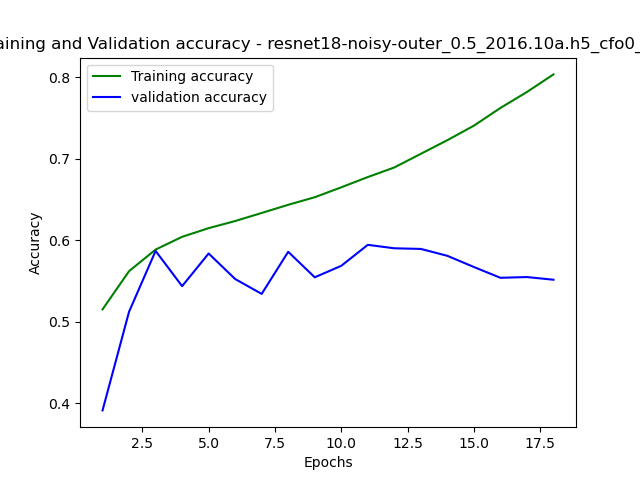 aining and Validation accuracy - resnet18-noisy-outer_0.5_2016.10a.h5_cfo0_
Training accuracy
validation accuracy
Accuracy
0.8
0.7
0.6
0.5
0.4
2.5 5.0 7.5 10.0 12.5 15.0 17.5
Epochs